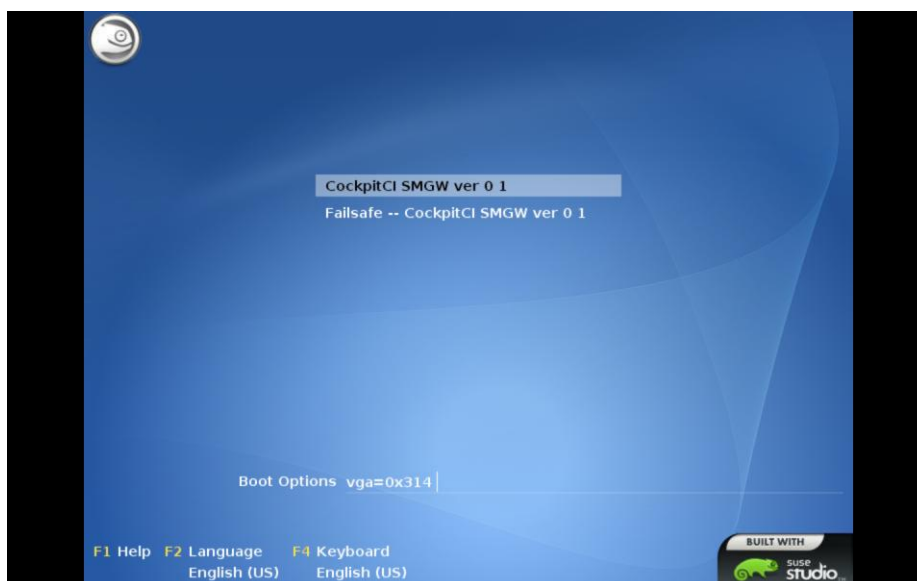 CockpitCI SMGW ver 0 1
Failsafe -- CockpitCI SMGW ver 0 1
Boot Options vga=0x314
F1 Help F2 Language F4 Keyboard
English (US) English (US)
BUILT WITH
suse
studio